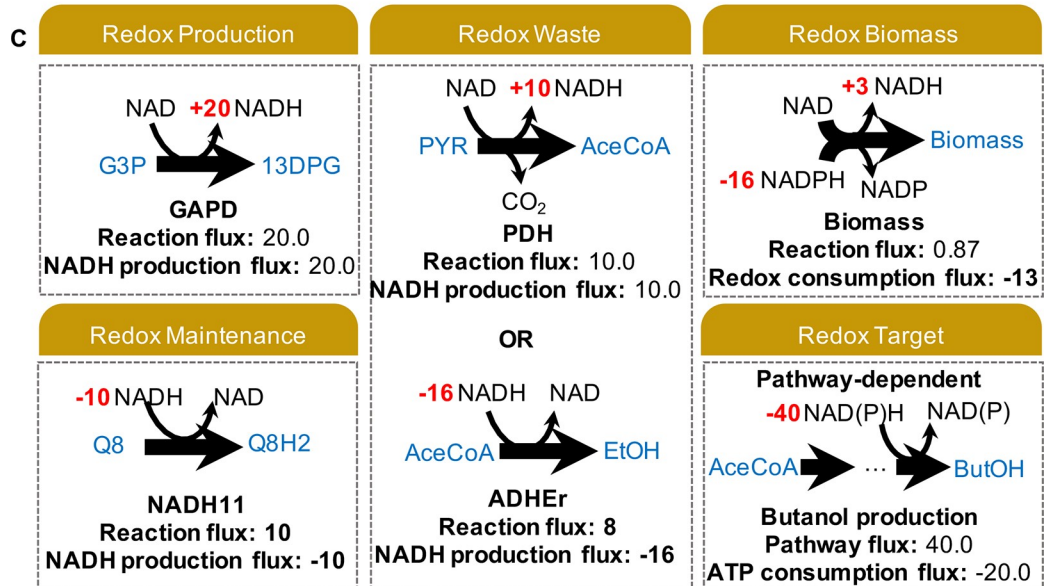 C
Redox Production
NAD +20 NADH
G3P 13DPG
GAPD
Reaction flux: 20.0
NADH production flux: 20.0
Redox Waste
NAD +10 NADH
PYR AceCoA
CO2
PDH
Reaction flux: 10.0
NADH production flux: 10.0
OR
-16 NADH NAD
AceCoA EtOH
ADHEr
Reaction flux: 8
NADH production flux: -16
Redox Biomass
+3 NADH
NAD
Biomass
-16 NADPH NADP
Biomass
Reaction flux: 0.87
Redox consumption flux: -13
Redox Maintenance
-10 NADH NAD
Q8 Q8H2
NADH11
Reaction flux: 10
NADH production flux: -10
Redox Target
Pathway-dependent
-40 NAD(P)H NAD(P)
AceCoA ... ButOH
Butanol production
Pathway flux: 40.0
ATP consumption flux: -20.0